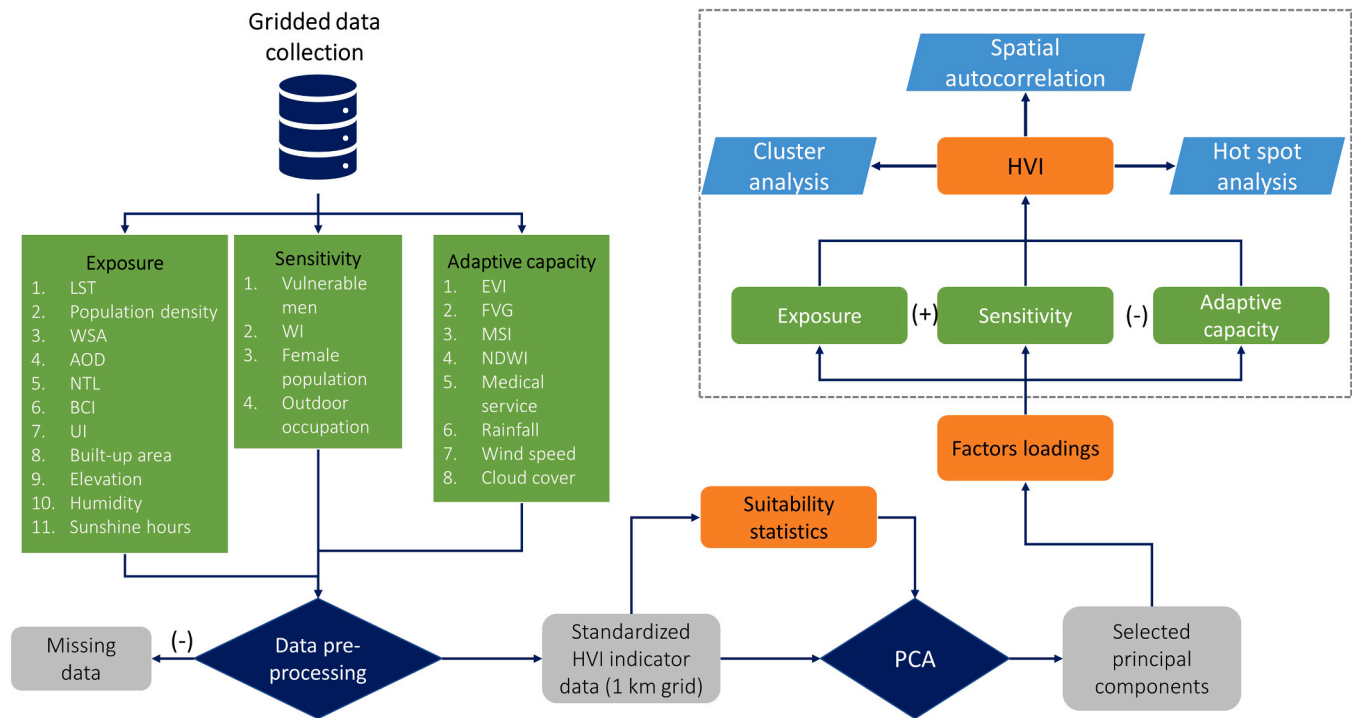 Gridded data
collection
Exposure
1. LST
2. Population density
3. WSA
4. AOD
5. NTL
6. BCI
7. UI
8. Built-up area
9. Elevation
10. Humidity
11. Sunshine hours
Sensitivity
1. Vulnerable
men
2. WI
3. Female
population
4. Outdoor
occupation
Adaptive capacity
1. EVI
2. FVG
3. MSI
4. NDWI
5. Medical
service
6. Rainfall
7. Wind speed
8. Cloud cover
Missing
data
(-)
Data pre-
processing
Standardized
HVI indicator
data (1 km grid)
Suitability
statistics
PCA
Selected
principal
components
Factors loadings
Exposure
(+)
Sensitivity
(-)
Adaptive
capacity
HVI
Cluster
analysis
Spatial
autocorrelation
Hot spot
analysis